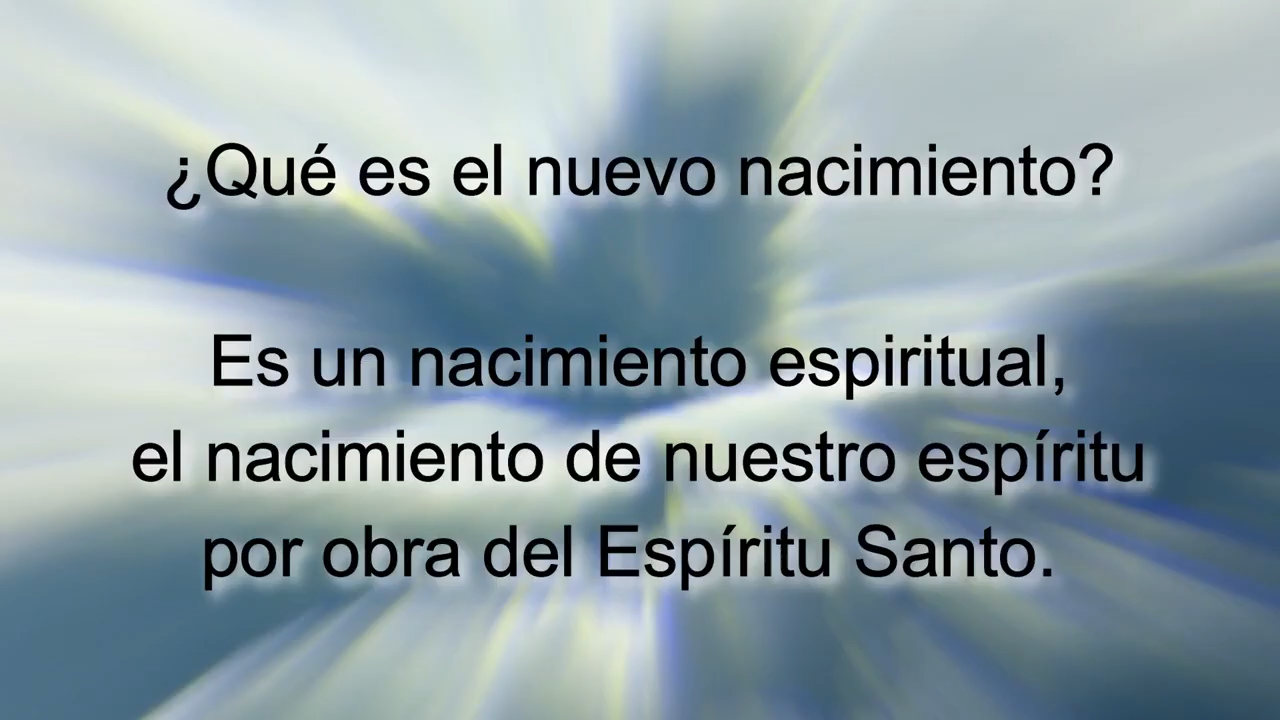 ¿Qué es el nuevo nacimiento?
Es un nacimiento espiritual,
el nacimiento de nuestro espíritu
por obra del Espíritu Santo.